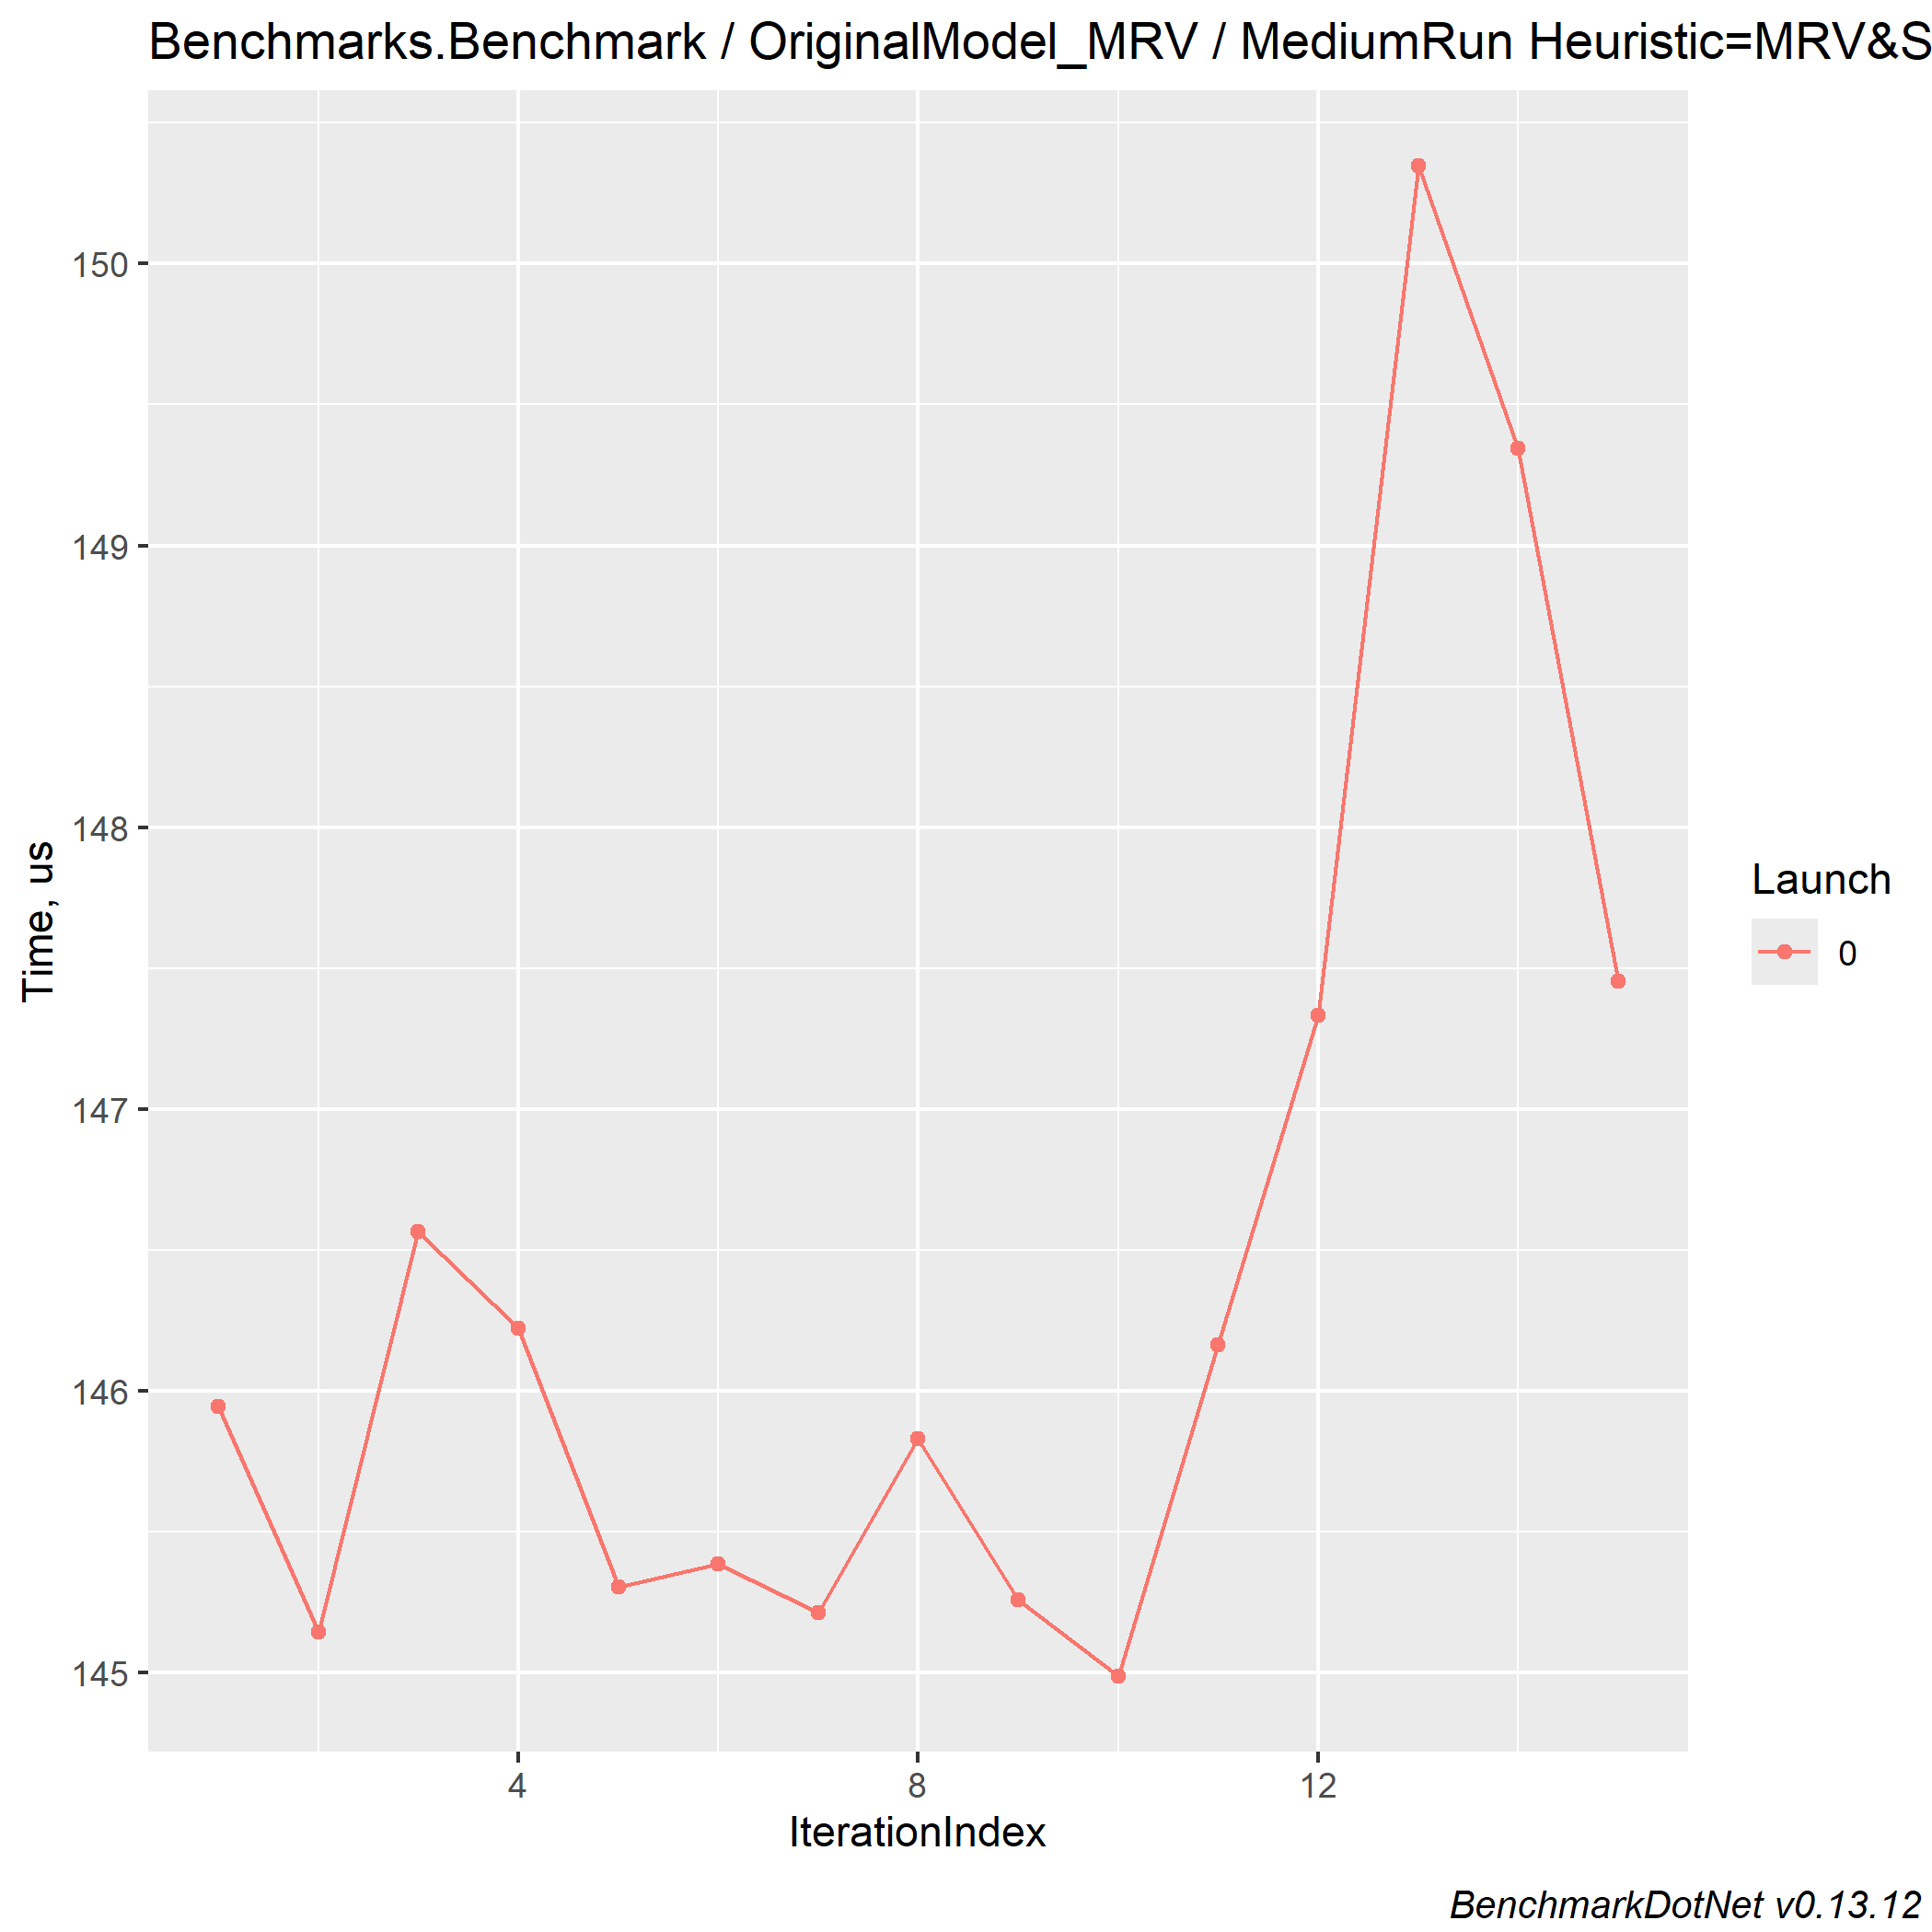 Benchmarks.Benchmark / OriginalModel_MRV / MediumRun Heuristic=MRV&S
150
149
148
147
146
145
Time, us
4 8 12
IterationIndex
Launch
0
BenchmarkDotNet v0.13.12